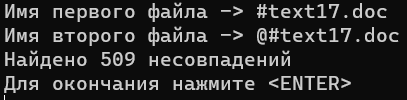 Имя первого файла -> #text17.doc
Имя второго файла -> @#text17.doc
Найдено 509 несовпадений
Для окончания нажмите <ENTER>